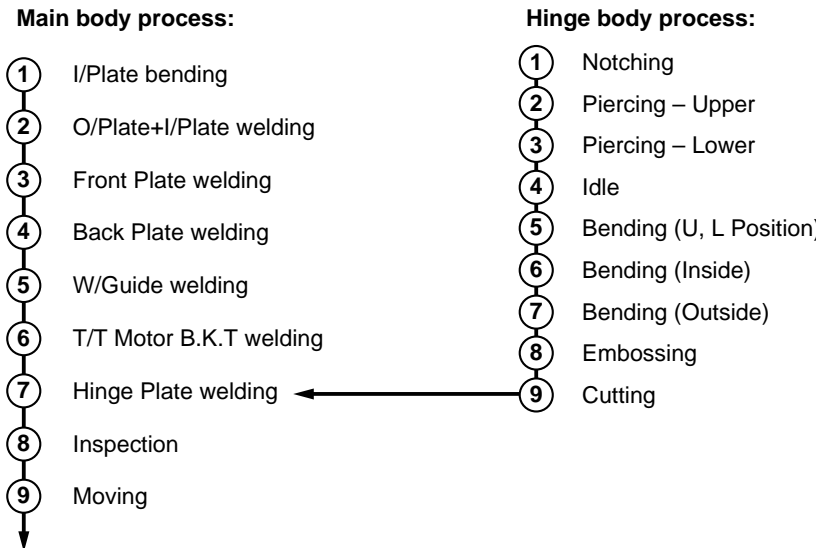 Main body process:
1 I/Plate bending
2 O/Plate+I/Plate welding
3 Front Plate welding
4 Back Plate welding
5 W/Guide welding
6 T/T Motor B.K.T welding
7 Hinge Plate welding
8 Inspection
9 Moving
Hinge body process:
1 Notching
2 Piercing – Upper
3 Piercing – Lower
4 Idle
5 Bending (U, L Position)
6 Bending (Inside)
7 Bending (Outside)
8 Embossing
9 Cutting